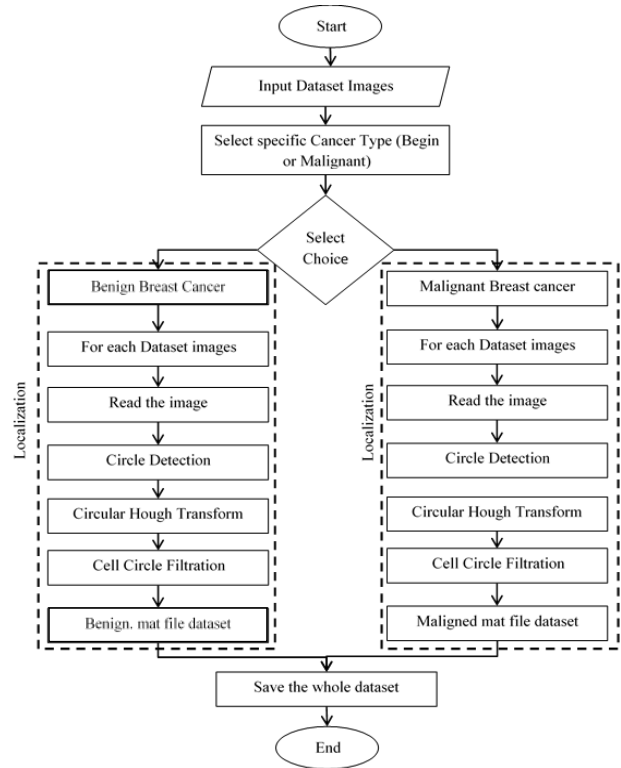 Start
Input Dataset Images
Select specific Cancer Type (Begin
or Malignant)
Select
Choice
Localization
Benign Breast Cancer
For each Dataset images
Read the image
Circle Detection
Circular Hough Transform
Cell Circle Filtration
Benign. mat file dataset
Localization
Malignant Breast cancer
For each Dataset images
Read the image
Circle Detection
Circular Hough Transform
Cell Circle Filtration
Maligned mat file dataset
Save the whole dataset
End